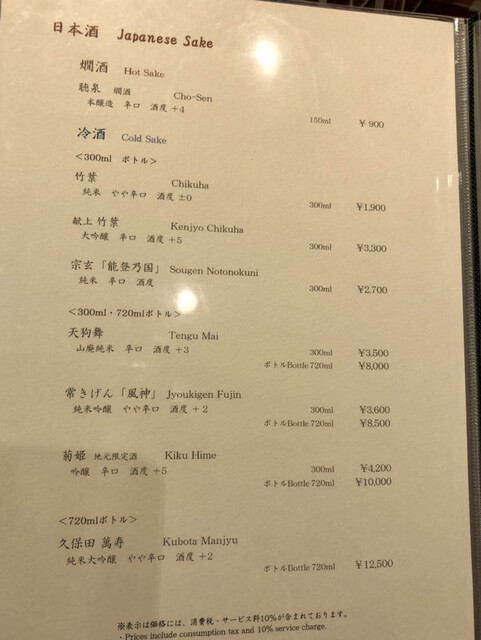 日本酒 Japanese Sake
燗酒 Hot Sake
聴泉 燗酒 Cho-Sen
本醸造 辛口 酒度 +4
150ml ¥ 900
冷酒 Cold Sake
<300ml ボトル>
竹葉 Chikuha
純米 やや辛口 酒度 ±0
300ml ¥1,900
献上 竹葉 Kenjyo Chikuha
大吟醸 辛口 酒度 +5
300ml ¥3,300
宗玄「能登乃国」 Sougen Notonokuni
純米 辛口 酒度
300ml ¥2,700
<300ml・720mlボトル>
天狗舞 Tengu Mai
山廃純米 辛口 酒度 +3
300ml ¥3,500
ボトルBottle 720ml ¥8,000
常きげん「風神」 Jyoukigen Fujin
純米吟醸 やや辛口 酒度 + 2
300ml ¥3,600
ボトルBottle 720ml ¥8,500
菊姫 地元限定酒 Kiku Hime
吟醸 辛口 酒度 +5
300ml ¥4,200
ボトルBottle 720ml ¥10,000
<720mlボトル>
久保田 萬寿 Kubota Manjyu
純米大吟醸 やや辛口 酒度 +2
ボトルBottle 720ml ¥12,500
※表示は価格には、消費税・サービス料10%が含まれております。
・Prices include consumption tax and 10% service charge.